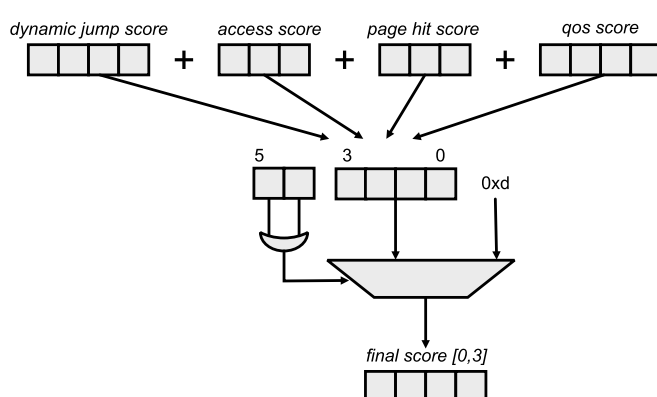 dynamic jump score + access score + page hit score + qos score
5 3 0
0xd
final score [0,3]